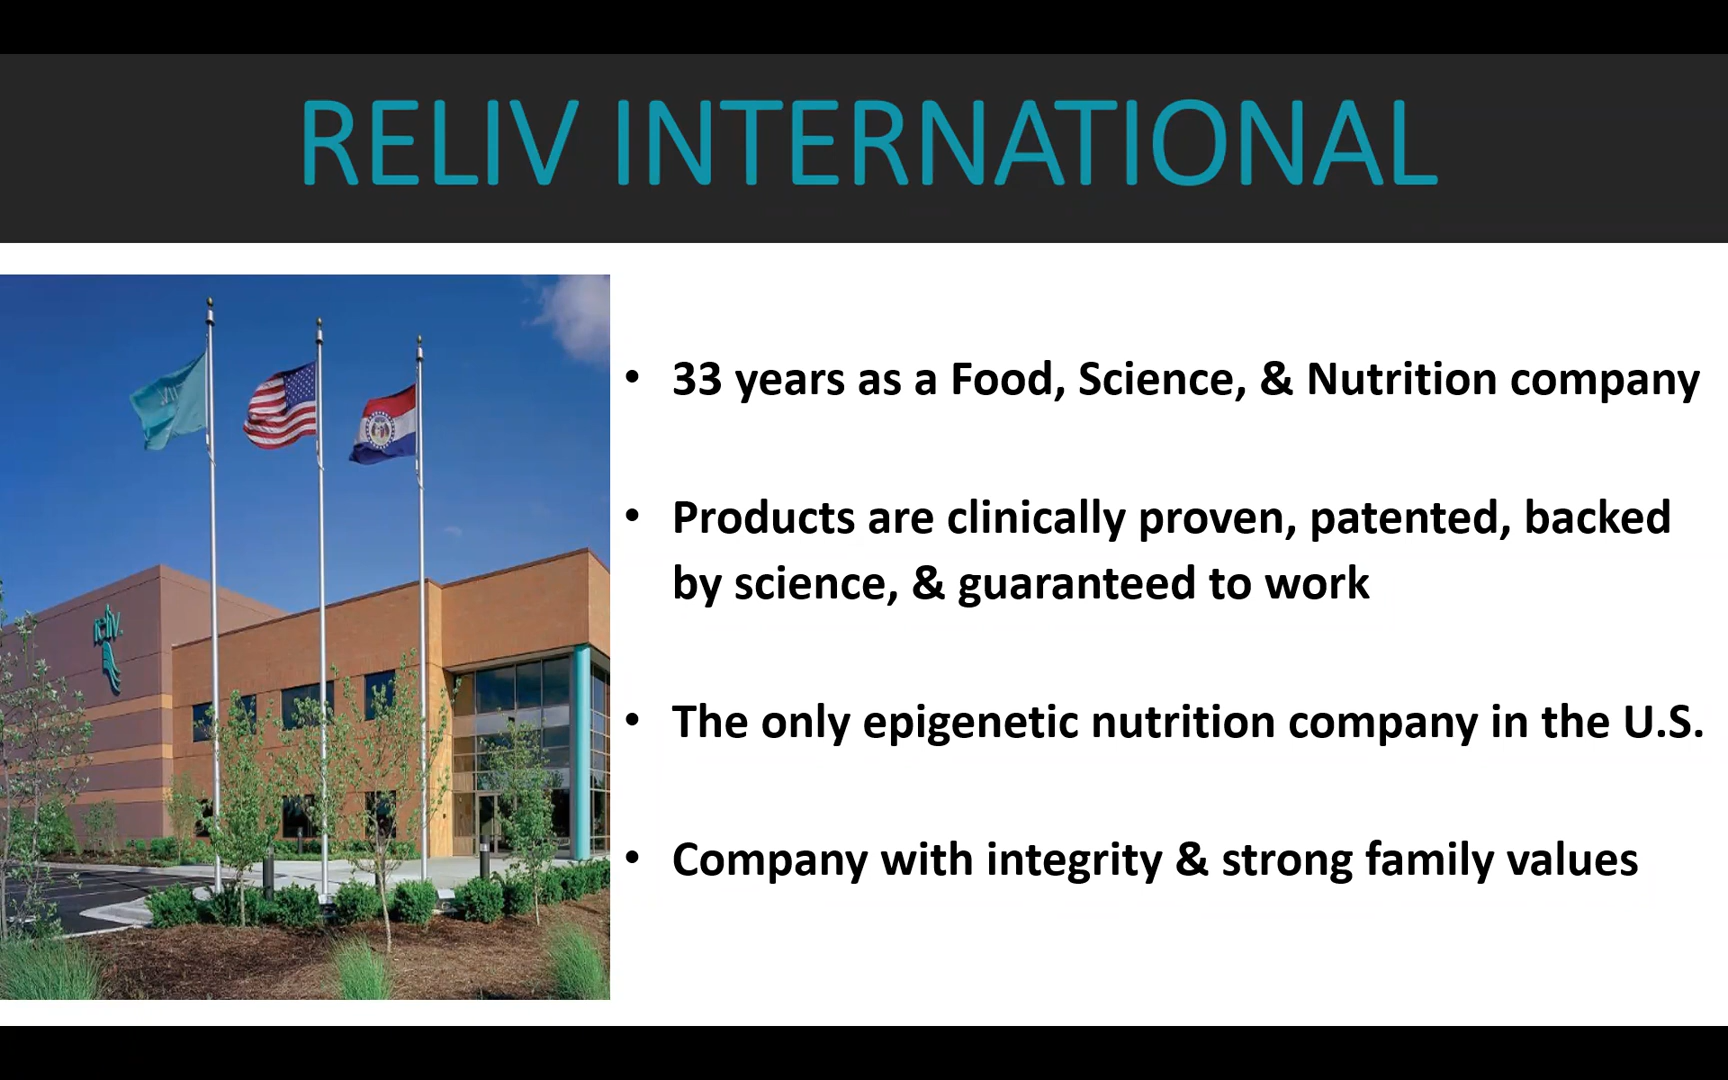 RELIV INTERNATIONAL
• 33 years as a Food, Science, & Nutrition company
• Products are clinically proven, patented, backed
by science, & guaranteed to work
• The only epigenetic nutrition company in the U.S.
• Company with integrity & strong family values
reliv